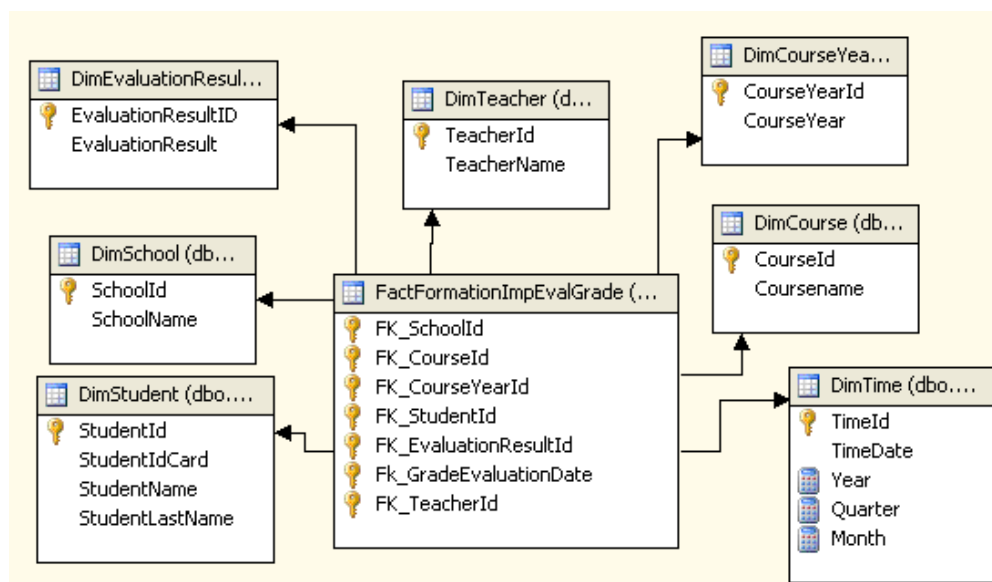 DimEvaluationResul...
EvaluationResultID
EvaluationResult
DimTeacher (d...
TeacherId
TeacherName
DimCourseYea...
CourseYearId
CourseYear
DimSchool (db...
SchoolId
SchoolName
DimCourse (db...
CourseId
Coursename
FactFormationImpEvalGrade (...
FK_SchoolId
FK_CourseId
FK_CourseYearId
FK_StudentId
FK_EvaluationResultId
Fk_GradeEvaluationDate
FK_TeacherId
DimStudent (dbo....
StudentId
StudentIdCard
StudentName
StudentLastName
DimTime (dbo....
TimeId
TimeDate
Year
Quarter
Month